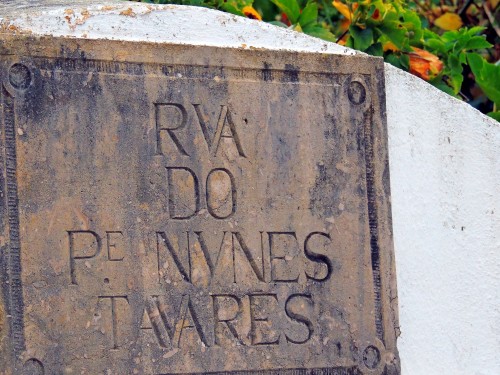 RVA
DO
PE NVNES
TAVARES